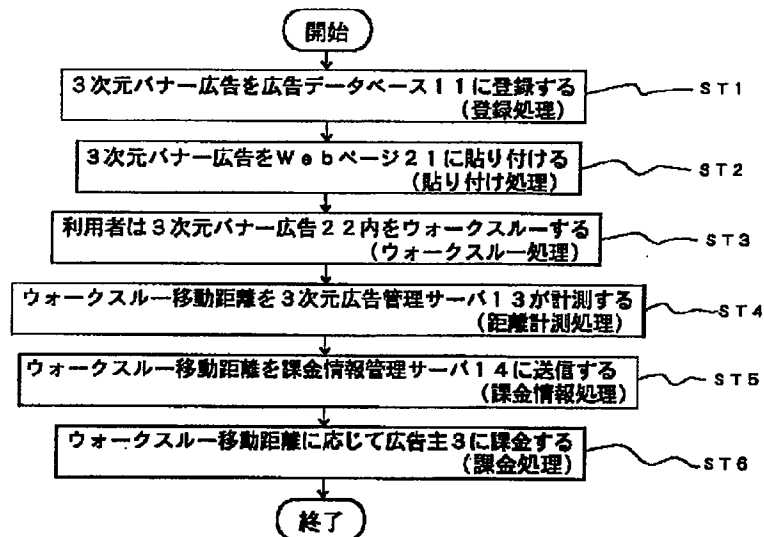 開始
3次元バナー広告を広告データベース11に登録する
(登録処理)
ST1
3次元バナー広告をWebページ21に貼り付ける
(貼り付け処理)
ST2
利用者は3次元バナー広告22内をウォークスルーする
(ウォークスルー処理)
ST3
ウォークスルー移動距離を3次元広告管理サーバ13が計測する
(距離計測処理)
ST4
ウォークスルー移動距離を課金情報管理サーバ14に送信する
(課金情報処理)
ST5
ウォークスルー移動距離に応じて広告主3に課金する
(課金処理)
ST6
終了